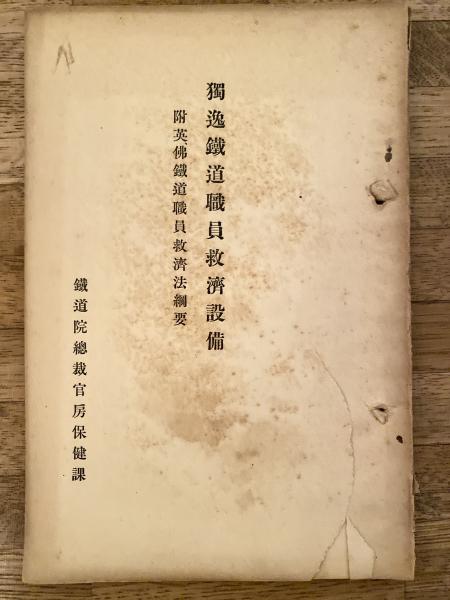 獨逸鐵道職員救濟設備
附英、佛鐵道職員救濟法綱要
鐵道院總裁官房保健課